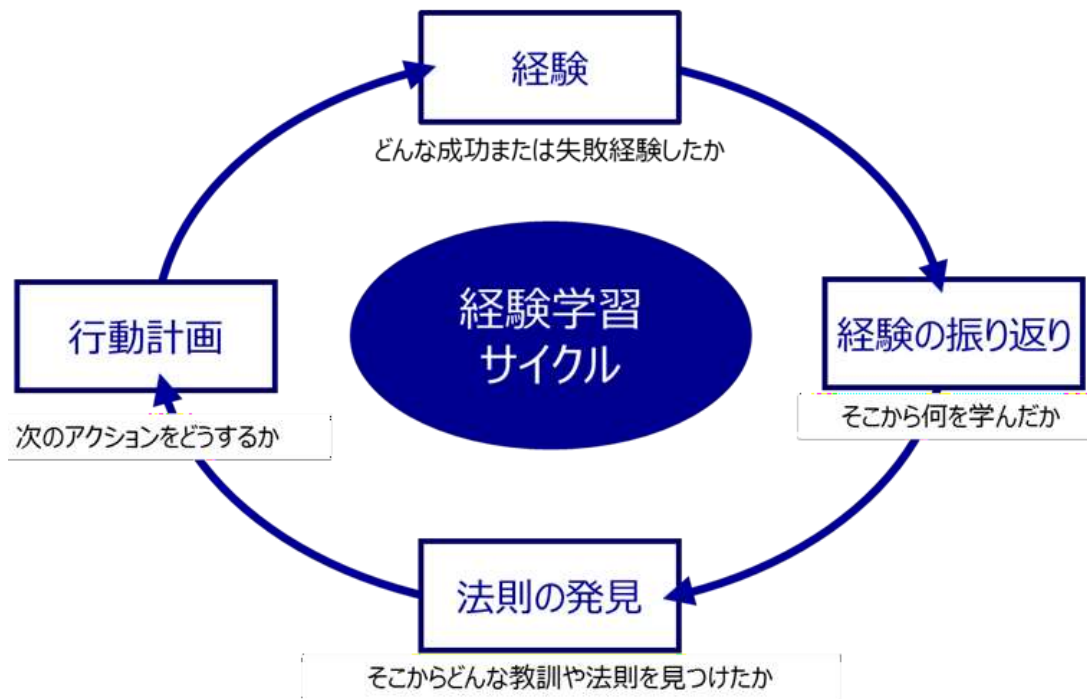 経験
どんな成功または失敗経験したか
経験学習
サイクル
行動計画
次のアクションをどうするか
経験の振り返り
そこから何を学んだか
法則の発見
そこからどんな教訓や法則を見つけたか